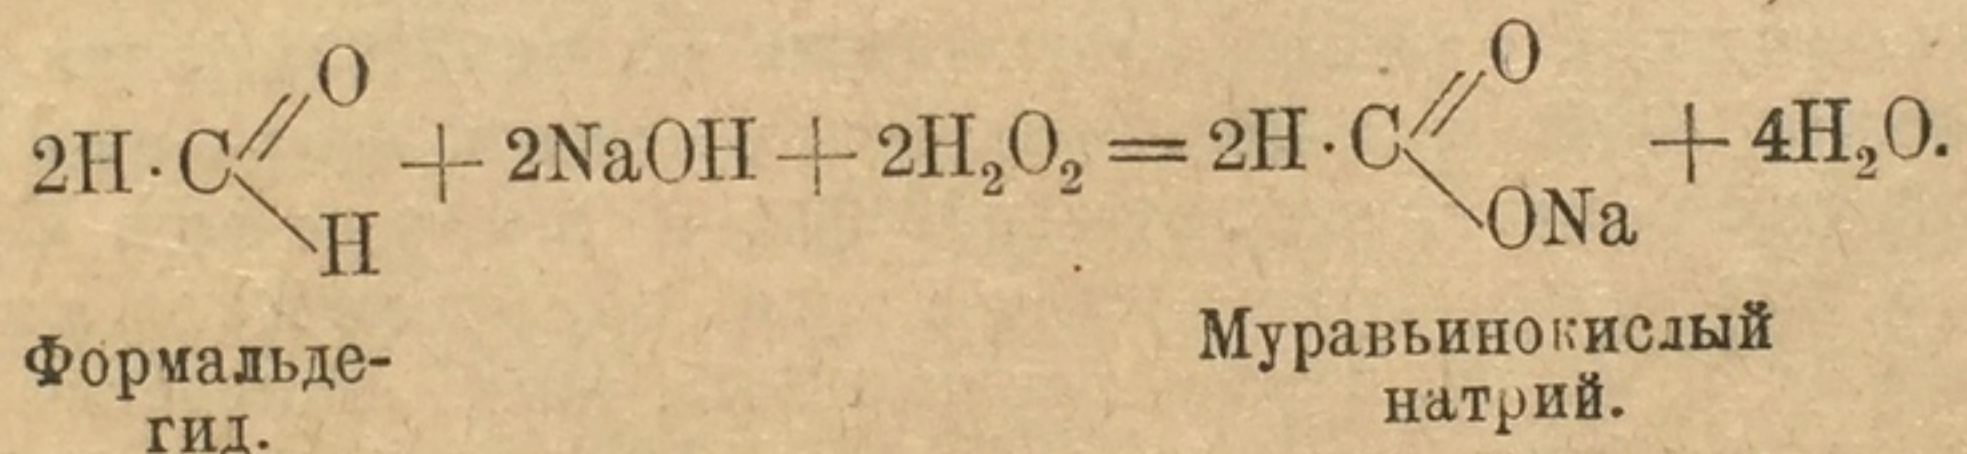 2H·C(=O)(–H) + 2NaOH + 2H₂O₂ = 2H·C(=O)(–ONa) + 4H₂O.
Формальде-
гид.
Муравьинокислый
натрий.